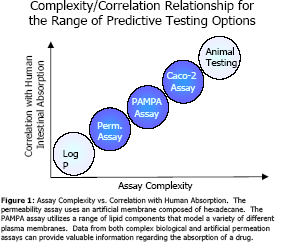 Complexity/Correlation Relationship for
the Range of Predictive Testing Options
Correlation with Human
Intestinal Absorption
Animal
Testing
Caco-2
Assay
PAMPA
Assay
Perm.
Assay
Log
P
Assay Complexity
Figure 1: Assay Complexity vs. Correlation with Human Absorption. The
permeability assay uses an artificial membrane composed of hexadecane. The
PAMPA assay utilizes a range of lipid components that model a variety of different
plasma membranes. Data from both complex biological and artificial permeation
assays can provide valuable information regarding the absorption of a drug.